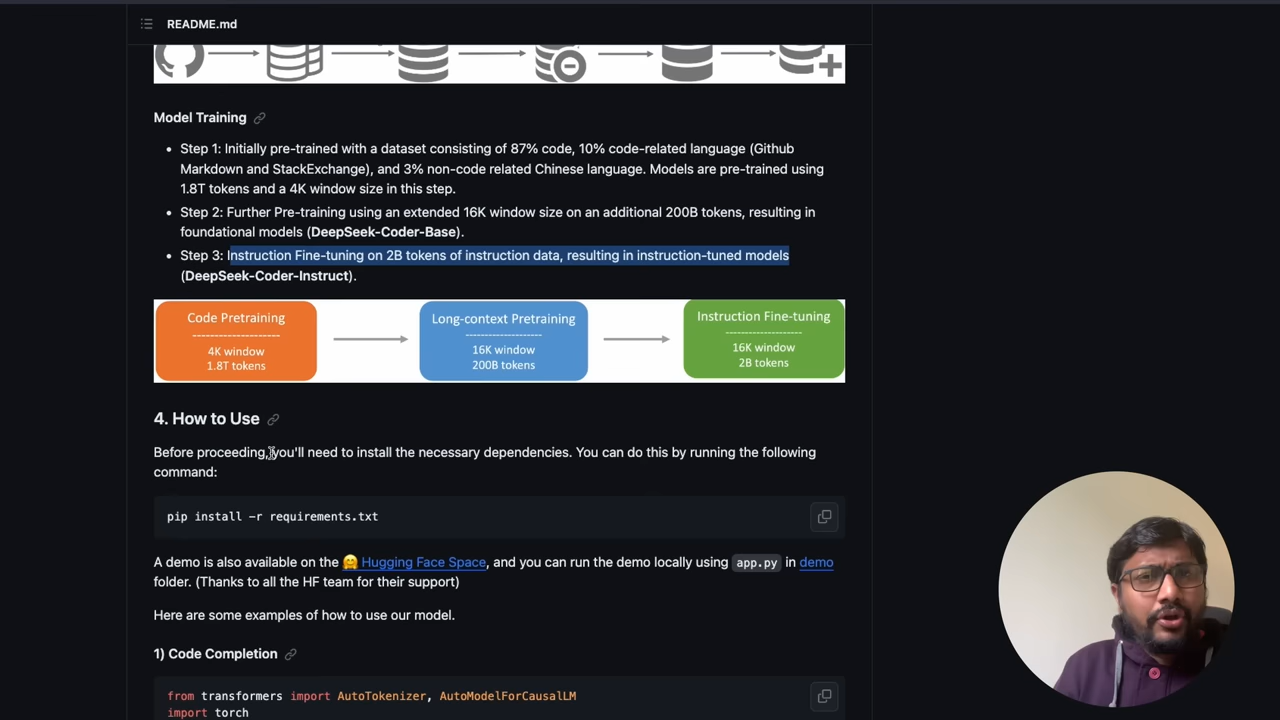 README.md
Model Training
Step 1: Initially pre-trained with a dataset consisting of 87% code, 10% code-related language (Github
Markdown and StackExchange), and 3% non-code related Chinese language. Models are pre-trained using
1.8T tokens and a 4K window size in this step.
Step 2: Further Pre-training using an extended 16K window size on an additional 200B tokens, resulting in
foundational models (DeepSeek-Coder-Base).
Step 3: Instruction Fine-tuning on 2B tokens of instruction data, resulting in instruction-tuned models
(DeepSeek-Coder-Instruct).
Code Pretraining
--------------------
4K window
1.8T tokens
Long-context Pretraining
--------------------
16K window
200B tokens
Instruction Fine-tuning
--------------------
16K window
2B tokens
4. How to Use
Before proceeding, you'll need to install the necessary dependencies. You can do this by running the following
command:
pip install -r requirements.txt
A demo is also available on the 🤗 Hugging Face Space, and you can run the demo locally using app.py in demo
folder. (Thanks to all the HF team for their support)
Here are some examples of how to use our model.
1) Code Completion
from transformers import AutoTokenizer, AutoModelForCausalLM
import torch